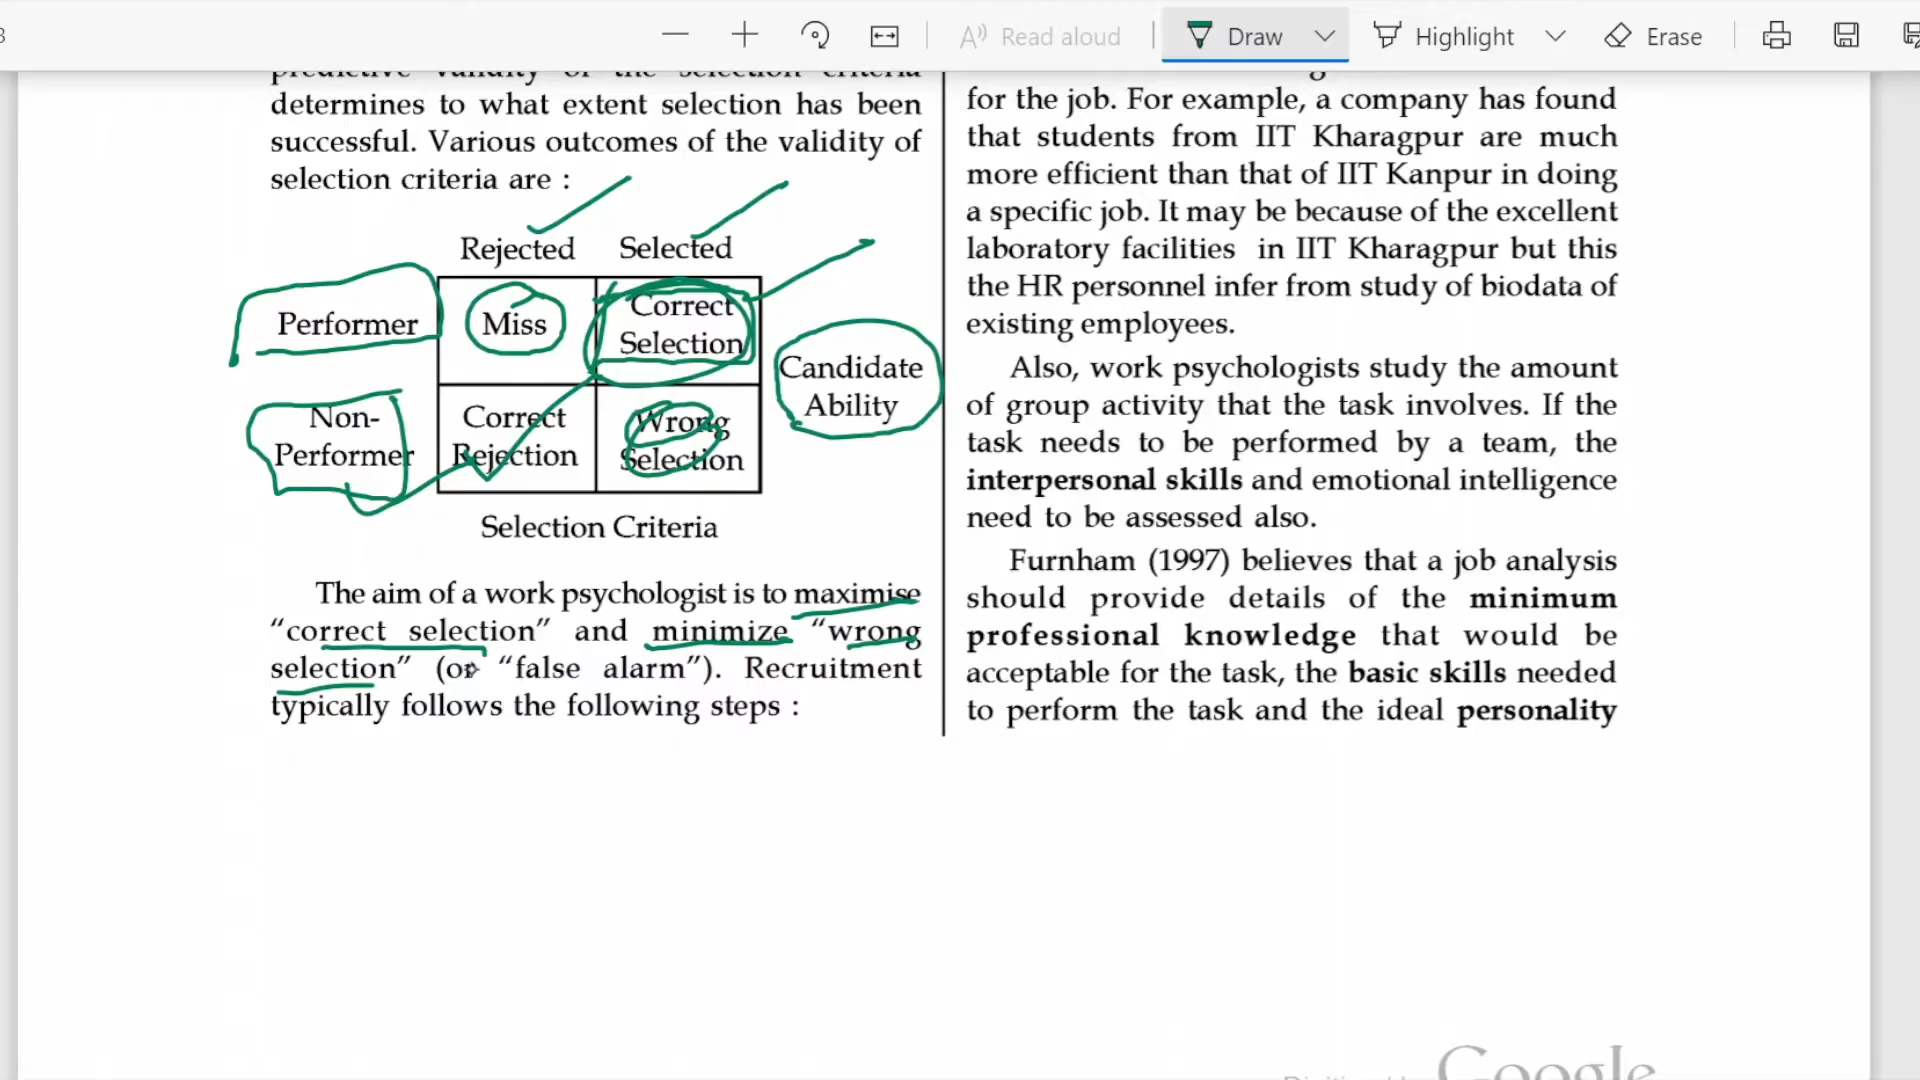 3
Read aloud
Draw
Highlight
Erase
predictive validity of the selection criteria
determines to what extent selection has been
successful. Various outcomes of the validity of
selection criteria are :
Rejected Selected
Performer
Miss
Correct
Selection
Non-
Performer
Correct
Rejection
Wrong
Selection
Candidate
Ability
Selection Criteria
The aim of a work psychologist is to maximise
“correct selection” and minimize “wrong
selection” (or “false alarm”). Recruitment
typically follows the following steps :
for the job. For example, a company has found
that students from IIT Kharagpur are much
more efficient than that of IIT Kanpur in doing
a specific job. It may be because of the excellent
laboratory facilities in IIT Kharagpur but this
the HR personnel infer from study of biodata of
existing employees.
Also, work psychologists study the amount
of group activity that the task involves. If the
task needs to be performed by a team, the
interpersonal skills and emotional intelligence
need to be assessed also.
Furnham (1997) believes that a job analysis
should provide details of the minimum
professional knowledge that would be
acceptable for the task, the basic skills needed
to perform the task and the ideal personality
Google